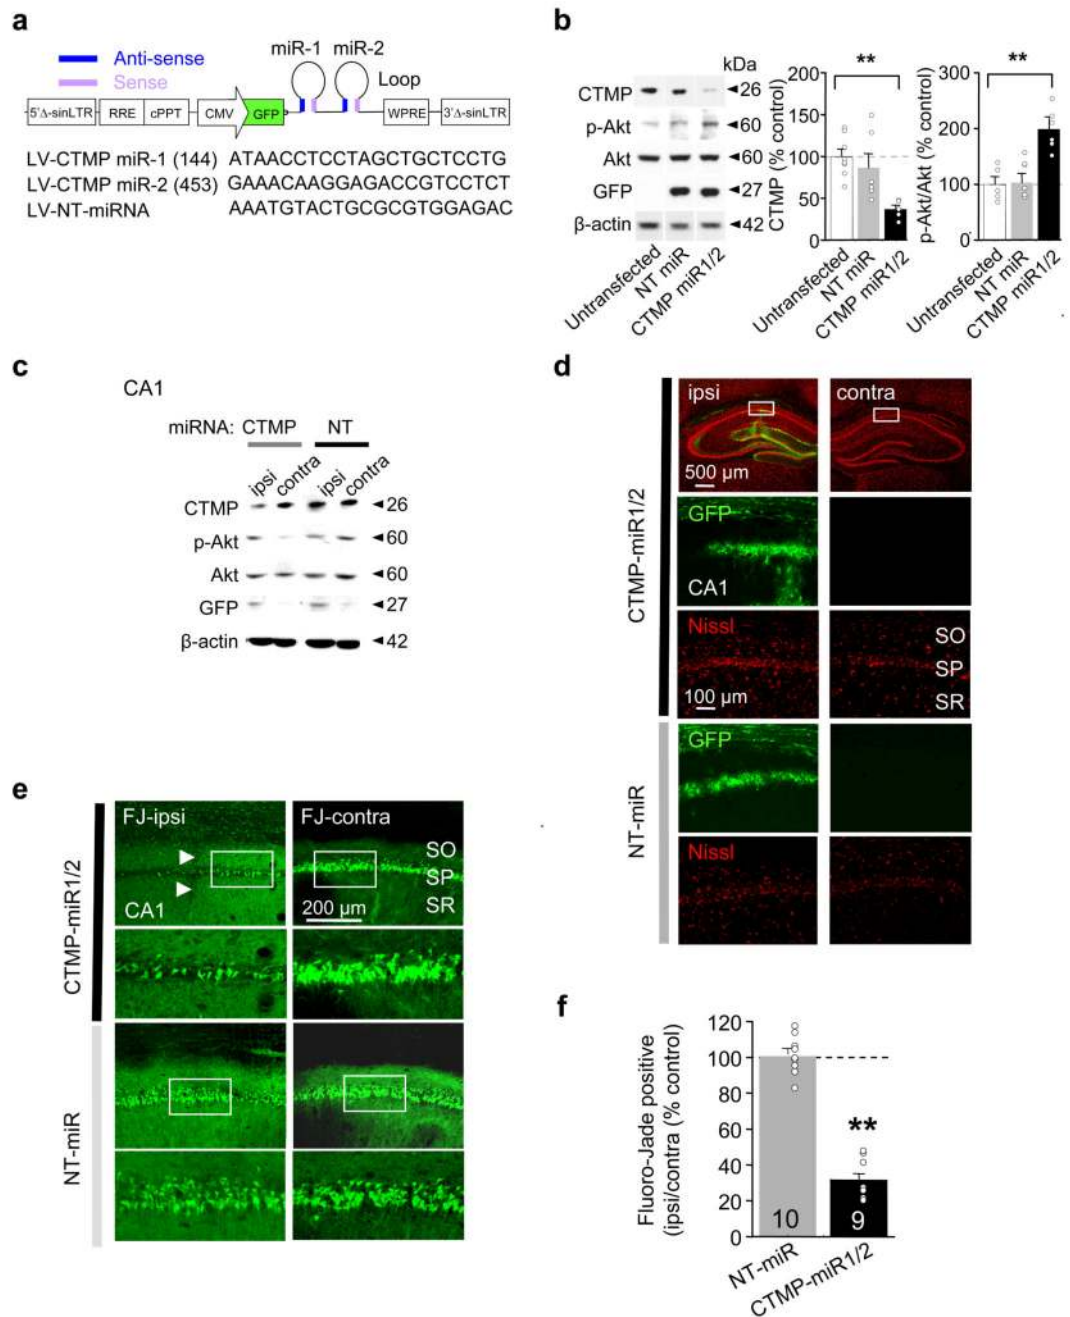 a
miR-1 miR-2
Anti-sense
Sense
Loop
5'Δ-sinLTR RRE cPPT CMV GFP WPRE 3'Δ-sinLTR
LV-CTMP miR-1 (144) ATAACCTCCTAGCTGCTCCTG
LV-CTMP miR-2 (453) GAAACAAGGAGACCGTCCTCT
LV-NT-miRNA AAATGTACTGCGCGTGGAGAC
b
kDa
CTMP ◄26
p-Akt ◄60
Akt ◄60
GFP ◄27
β-actin ◄42
Untransfected
NT miR
CTMP miR1/2
CTMP (% control)
200
150
100
50
0
**
Untransfected
NT miR
CTMP miR1/2
p-Akt/Akt (% control)
300
200
100
0
**
Untransfected
NT miR
CTMP miR1/2
c
CA1
miRNA: CTMP NT
ipsi contra ipsi contra
CTMP ◄26
p-Akt ◄60
Akt ◄60
GFP ◄27
β-actin ◄42
d
CTMP-miR1/2
ipsi contra
500 µm
GFP
CA1
Nissl
100 µm
SO
SP
SR
NT-miR
GFP
Nissl
e
CTMP-miR1/2
FJ-ipsi FJ-contra
CA1
SO
SP
SR
200 µm
NT-miR
f
Fluoro-Jade positive
(ipsi/contra (% control)
120
100
80
60
40
20
0
**
10 9
NT-miR
CTMP-miR1/2